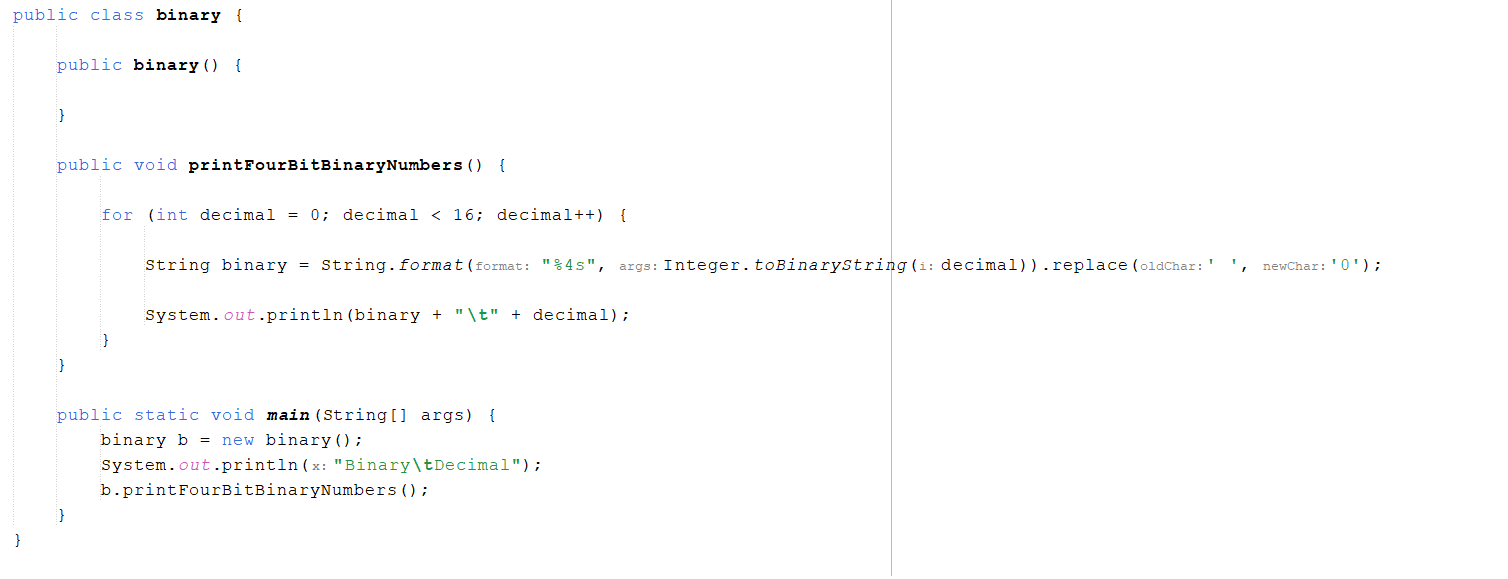 public class binary {
public binary() {
}
public void printFourBitBinaryNumbers() {
for (int decimal = 0; decimal < 16; decimal++) {
String binary = String.format(format: "%4s", args: Integer.toBinaryString(i: decimal)).replace(oldChar: ' ', newChar: '0');
System.out.println(binary + "\t" + decimal);
}
}
public static void main(String[] args) {
binary b = new binary();
System.out.println(x: "Binary\tDecimal");
b.printFourBitBinaryNumbers();
}
}